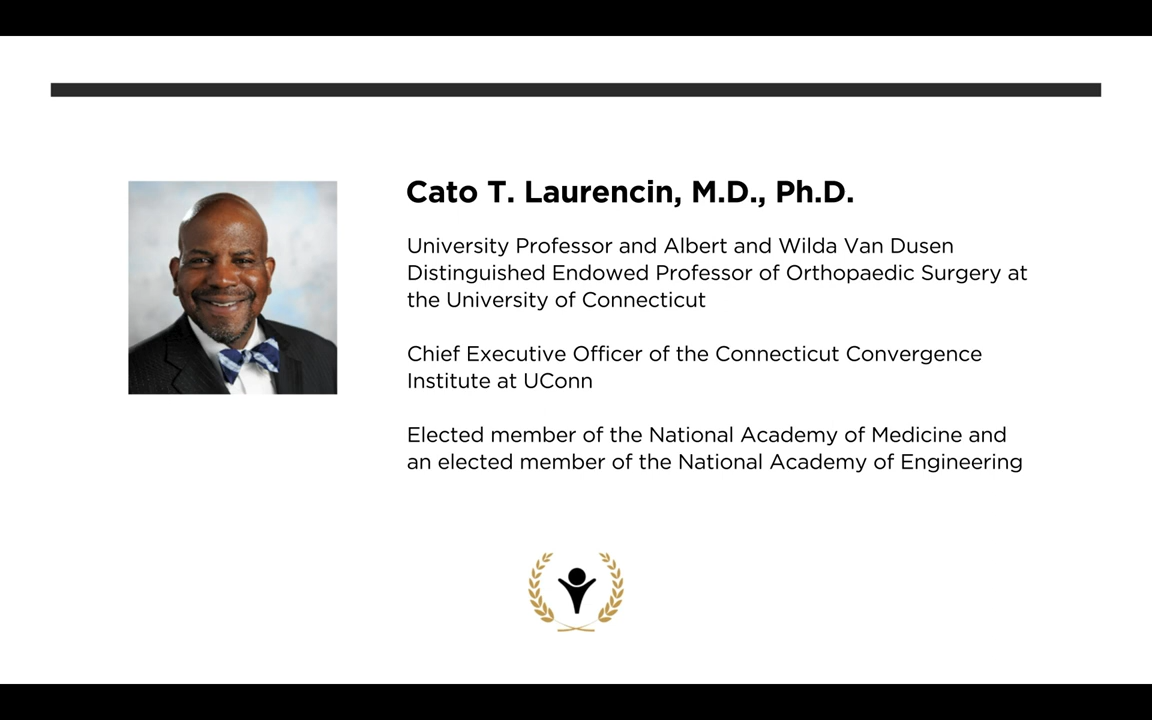 Cato T. Laurencin, M.D., Ph.D.
University Professor and Albert and Wilda Van Dusen
Distinguished Endowed Professor of Orthopaedic Surgery at
the University of Connecticut
Chief Executive Officer of the Connecticut Convergence
Institute at UConn
Elected member of the National Academy of Medicine and
an elected member of the National Academy of Engineering